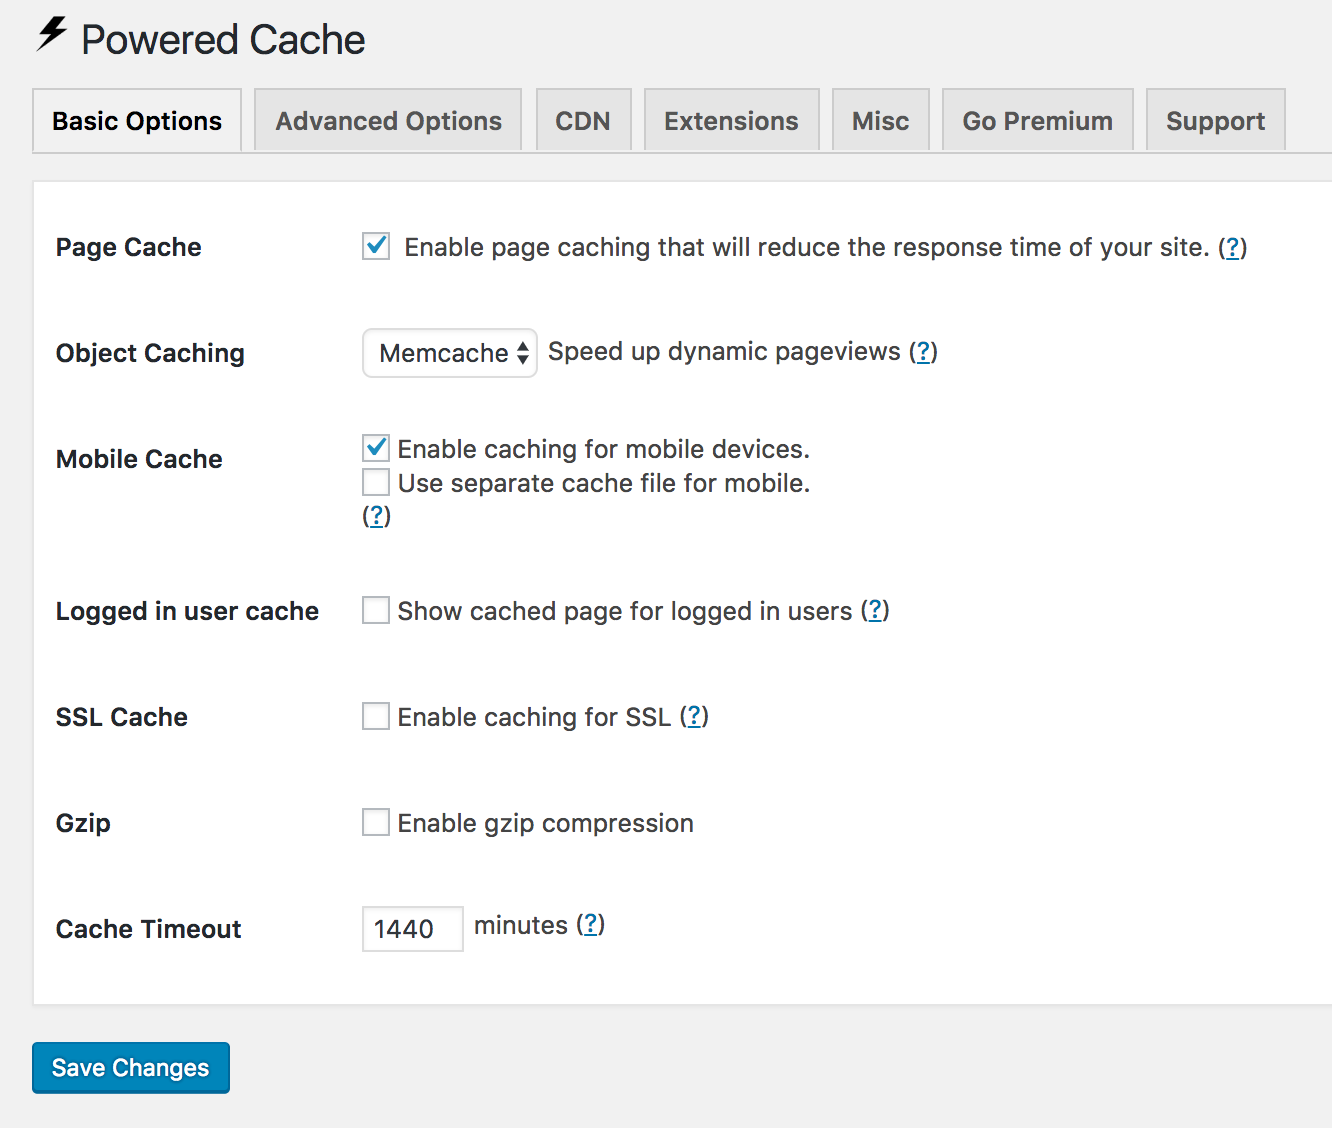 Powered Cache
Basic Options Advanced Options CDN Extensions Misc Go Premium Support
Page Cache Enable page caching that will reduce the response time of your site. (?)
Object Caching Memcache Speed up dynamic pageviews (?)
Mobile Cache Enable caching for mobile devices.
Use separate cache file for mobile.
(?)
Logged in user cache Show cached page for logged in users (?)
SSL Cache Enable caching for SSL (?)
Gzip Enable gzip compression
Cache Timeout 1440 minutes (?)
Save Changes